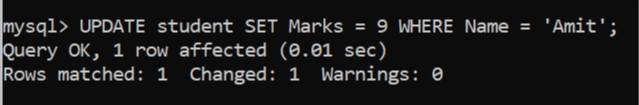 mysql> UPDATE student SET Marks = 9 WHERE Name = 'Amit';
Query OK, 1 row affected (0.01 sec)
Rows matched: 1  Changed: 1  Warnings: 0